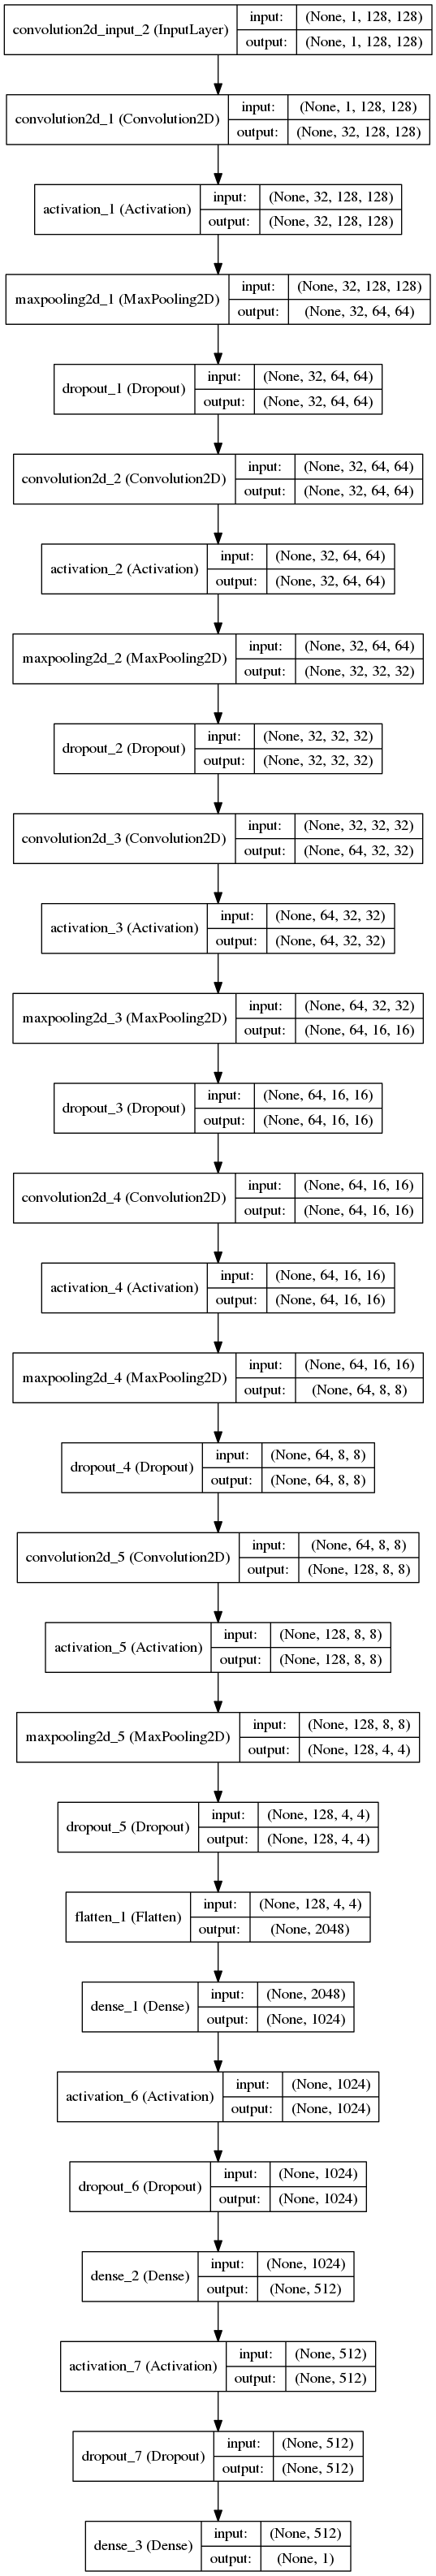 convolution2d_input_2 (InputLayer)
input: (None, 1, 128, 128)
output: (None, 1, 128, 128)
convolution2d_1 (Convolution2D)
input: (None, 1, 128, 128)
output: (None, 32, 128, 128)
activation_1 (Activation)
input: (None, 32, 128, 128)
output: (None, 32, 128, 128)
maxpooling2d_1 (MaxPooling2D)
input: (None, 32, 128, 128)
output: (None, 32, 64, 64)
dropout_1 (Dropout)
input: (None, 32, 64, 64)
output: (None, 32, 64, 64)
convolution2d_2 (Convolution2D)
input: (None, 32, 64, 64)
output: (None, 32, 64, 64)
activation_2 (Activation)
input: (None, 32, 64, 64)
output: (None, 32, 64, 64)
maxpooling2d_2 (MaxPooling2D)
input: (None, 32, 64, 64)
output: (None, 32, 32, 32)
dropout_2 (Dropout)
input: (None, 32, 32, 32)
output: (None, 32, 32, 32)
convolution2d_3 (Convolution2D)
input: (None, 32, 32, 32)
output: (None, 64, 32, 32)
activation_3 (Activation)
input: (None, 64, 32, 32)
output: (None, 64, 32, 32)
maxpooling2d_3 (MaxPooling2D)
input: (None, 64, 32, 32)
output: (None, 64, 16, 16)
dropout_3 (Dropout)
input: (None, 64, 16, 16)
output: (None, 64, 16, 16)
convolution2d_4 (Convolution2D)
input: (None, 64, 16, 16)
output: (None, 64, 16, 16)
activation_4 (Activation)
input: (None, 64, 16, 16)
output: (None, 64, 16, 16)
maxpooling2d_4 (MaxPooling2D)
input: (None, 64, 16, 16)
output: (None, 64, 8, 8)
dropout_4 (Dropout)
input: (None, 64, 8, 8)
output: (None, 64, 8, 8)
convolution2d_5 (Convolution2D)
input: (None, 64, 8, 8)
output: (None, 128, 8, 8)
activation_5 (Activation)
input: (None, 128, 8, 8)
output: (None, 128, 8, 8)
maxpooling2d_5 (MaxPooling2D)
input: (None, 128, 8, 8)
output: (None, 128, 4, 4)
dropout_5 (Dropout)
input: (None, 128, 4, 4)
output: (None, 128, 4, 4)
flatten_1 (Flatten)
input: (None, 128, 4, 4)
output: (None, 2048)
dense_1 (Dense)
input: (None, 2048)
output: (None, 1024)
activation_6 (Activation)
input: (None, 1024)
output: (None, 1024)
dropout_6 (Dropout)
input: (None, 1024)
output: (None, 1024)
dense_2 (Dense)
input: (None, 1024)
output: (None, 512)
activation_7 (Activation)
input: (None, 512)
output: (None, 512)
dropout_7 (Dropout)
input: (None, 512)
output: (None, 512)
dense_3 (Dense)
input: (None, 512)
output: (None, 1)